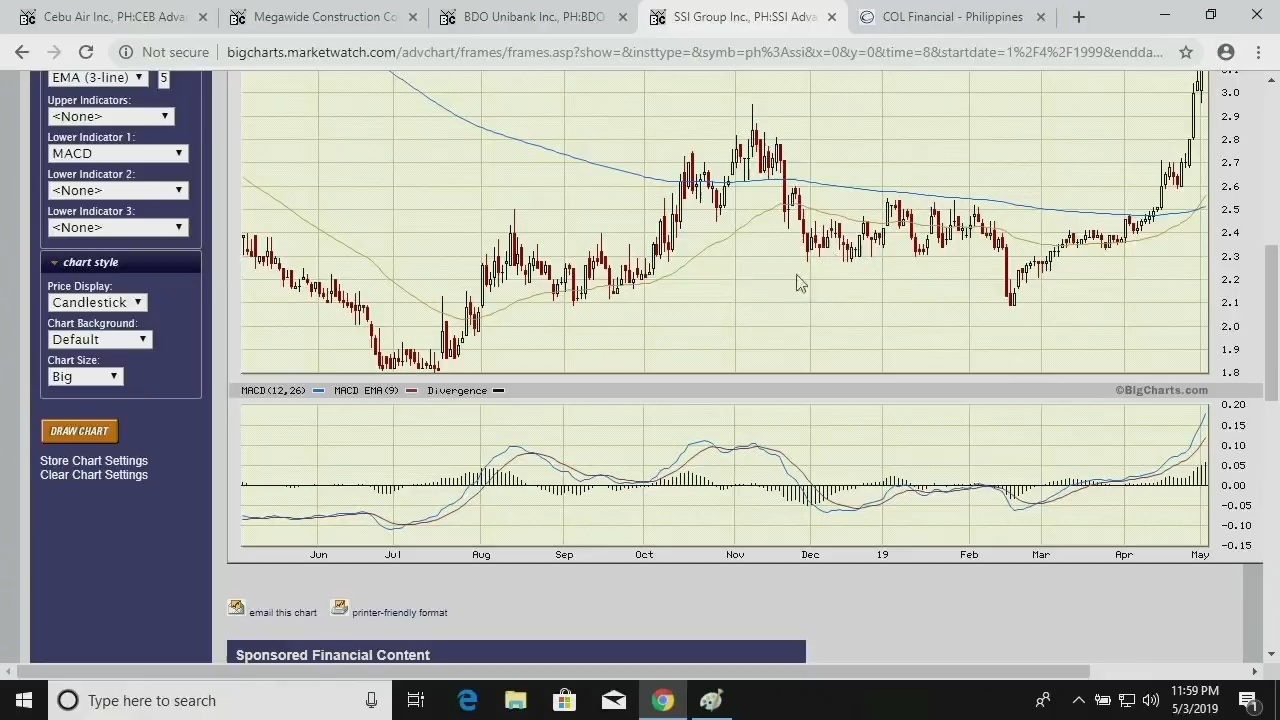 Cebu Air Inc., PH:CEB Adva
Megawide Construction Co
BDO Unibank Inc., PH:BDO
SSI Group Inc., PH:SSI Adva
COL Financial - Philippines
Not secure
bigcharts.marketwatch.com/advchart/frames/frames.asp?show=&insttype=&symb=ph%3Assi&x=0&y=0&time=8&startdate=1%2F4%2F1999&endda...
EMA (3-line)
5
Upper Indicators:
<None>
Lower Indicator 1:
MACD
Lower Indicator 2:
<None>
Lower Indicator 3:
<None>
chart style
Price Display:
Candlestick
Chart Background:
Default
Chart Size:
Big
DRAW CHART
Store Chart Settings
Clear Chart Settings
3.0
2.9
2.8
2.7
2.6
2.5
2.4
2.3
2.2
2.1
2.0
1.9
1.8
MACD(12,26) MACD EMA(9) Divergence
©BigCharts.com
0.20
0.15
0.10
0.05
0.00
-0.05
-0.10
-0.15
Jun Jul Aug Sep Oct Nov Dec 19 Feb Mar Apr May
email this chart
printer-friendly format
Sponsored Financial Content
Type here to search
11:59 PM
5/3/2019
1